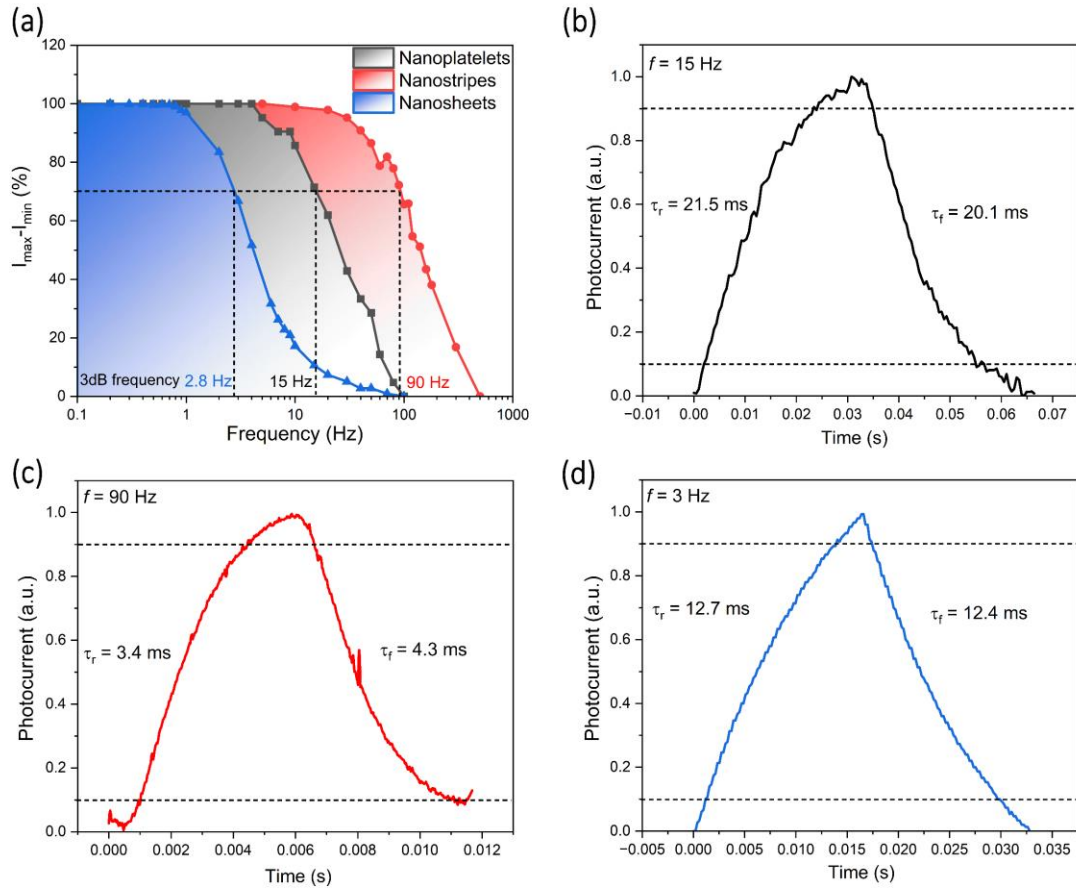 (a)
120
100
80
60
40
20
0
I_max-I_min (%)
Nanoplatelets
Nanostripes
Nanosheets
3dB frequency 2.8 Hz
15 Hz
90 Hz
0.1
1
10
100
1000
Frequency (Hz)
(b)
f = 15 Hz
1.0
0.8
0.6
0.4
0.2
0.0
Photocurrent (a.u.)
τr = 21.5 ms
τf = 20.1 ms
−0.01 0.00 0.01 0.02 0.03 0.04 0.05 0.06 0.07
Time (s)
(c)
f = 90 Hz
1.0
0.8
0.6
0.4
0.2
0.0
Photocurrent (a.u.)
τr = 3.4 ms
τf = 4.3 ms
0.000 0.002 0.004 0.006 0.008 0.010 0.012
Time (s)
(d)
f = 3 Hz
1.0
0.8
0.6
0.4
0.2
0.0
Photocurrent (a.u.)
τr = 12.7 ms
τf = 12.4 ms
−0.005 0.000 0.005 0.010 0.015 0.020 0.025 0.030 0.035
Time (s)